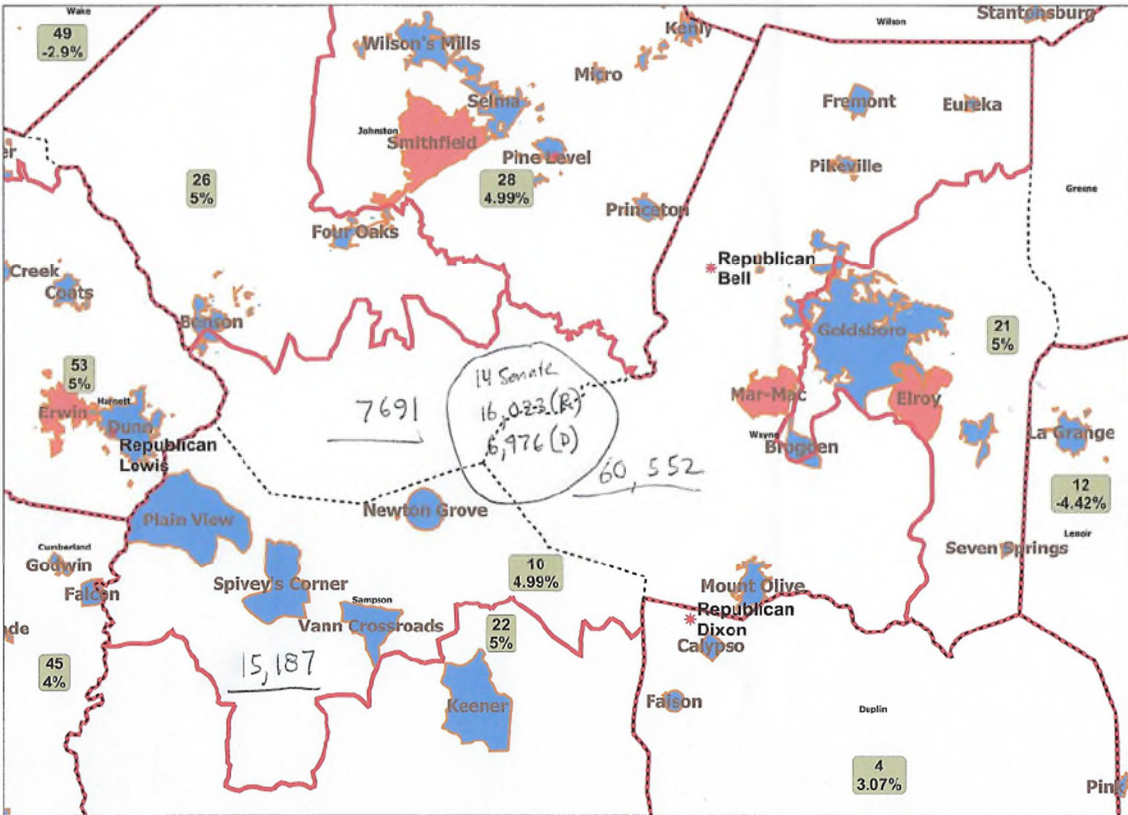 Wake
49
-2.9%
Wilson's Mills
Kenly
Wilson
Stantonsburg
Micro
Selma
Fremont
Eureka
Johnston
Smithfield
Pine Level
Pikeville
er
26
5%
28
4.99%
Greene
Princeton
Four Oaks
Republican
Bell
Creek
Coats
Benson
Goldsboro
21
5%
53
5%
14 Senate
7691
16,023 (R)
6,976 (D)
60,552
Erwin
Harnett
Dunn
Republican
Lewis
Mar-Mac
Elroy
Wayne
Brogden
La Grange
12
-4.42%
Lenoir
Plain View
Newton Grove
Cumberland
Godwin
Falcon
Seven Springs
10
4.99%
Spivey's Corner
Sampson
Vann Crossroads
Mount Olive
Republican
Dixon
Calypso
22
5%
de
45
4%
15,187
Keener
Faison
Duplin
4
3.07%
Pink